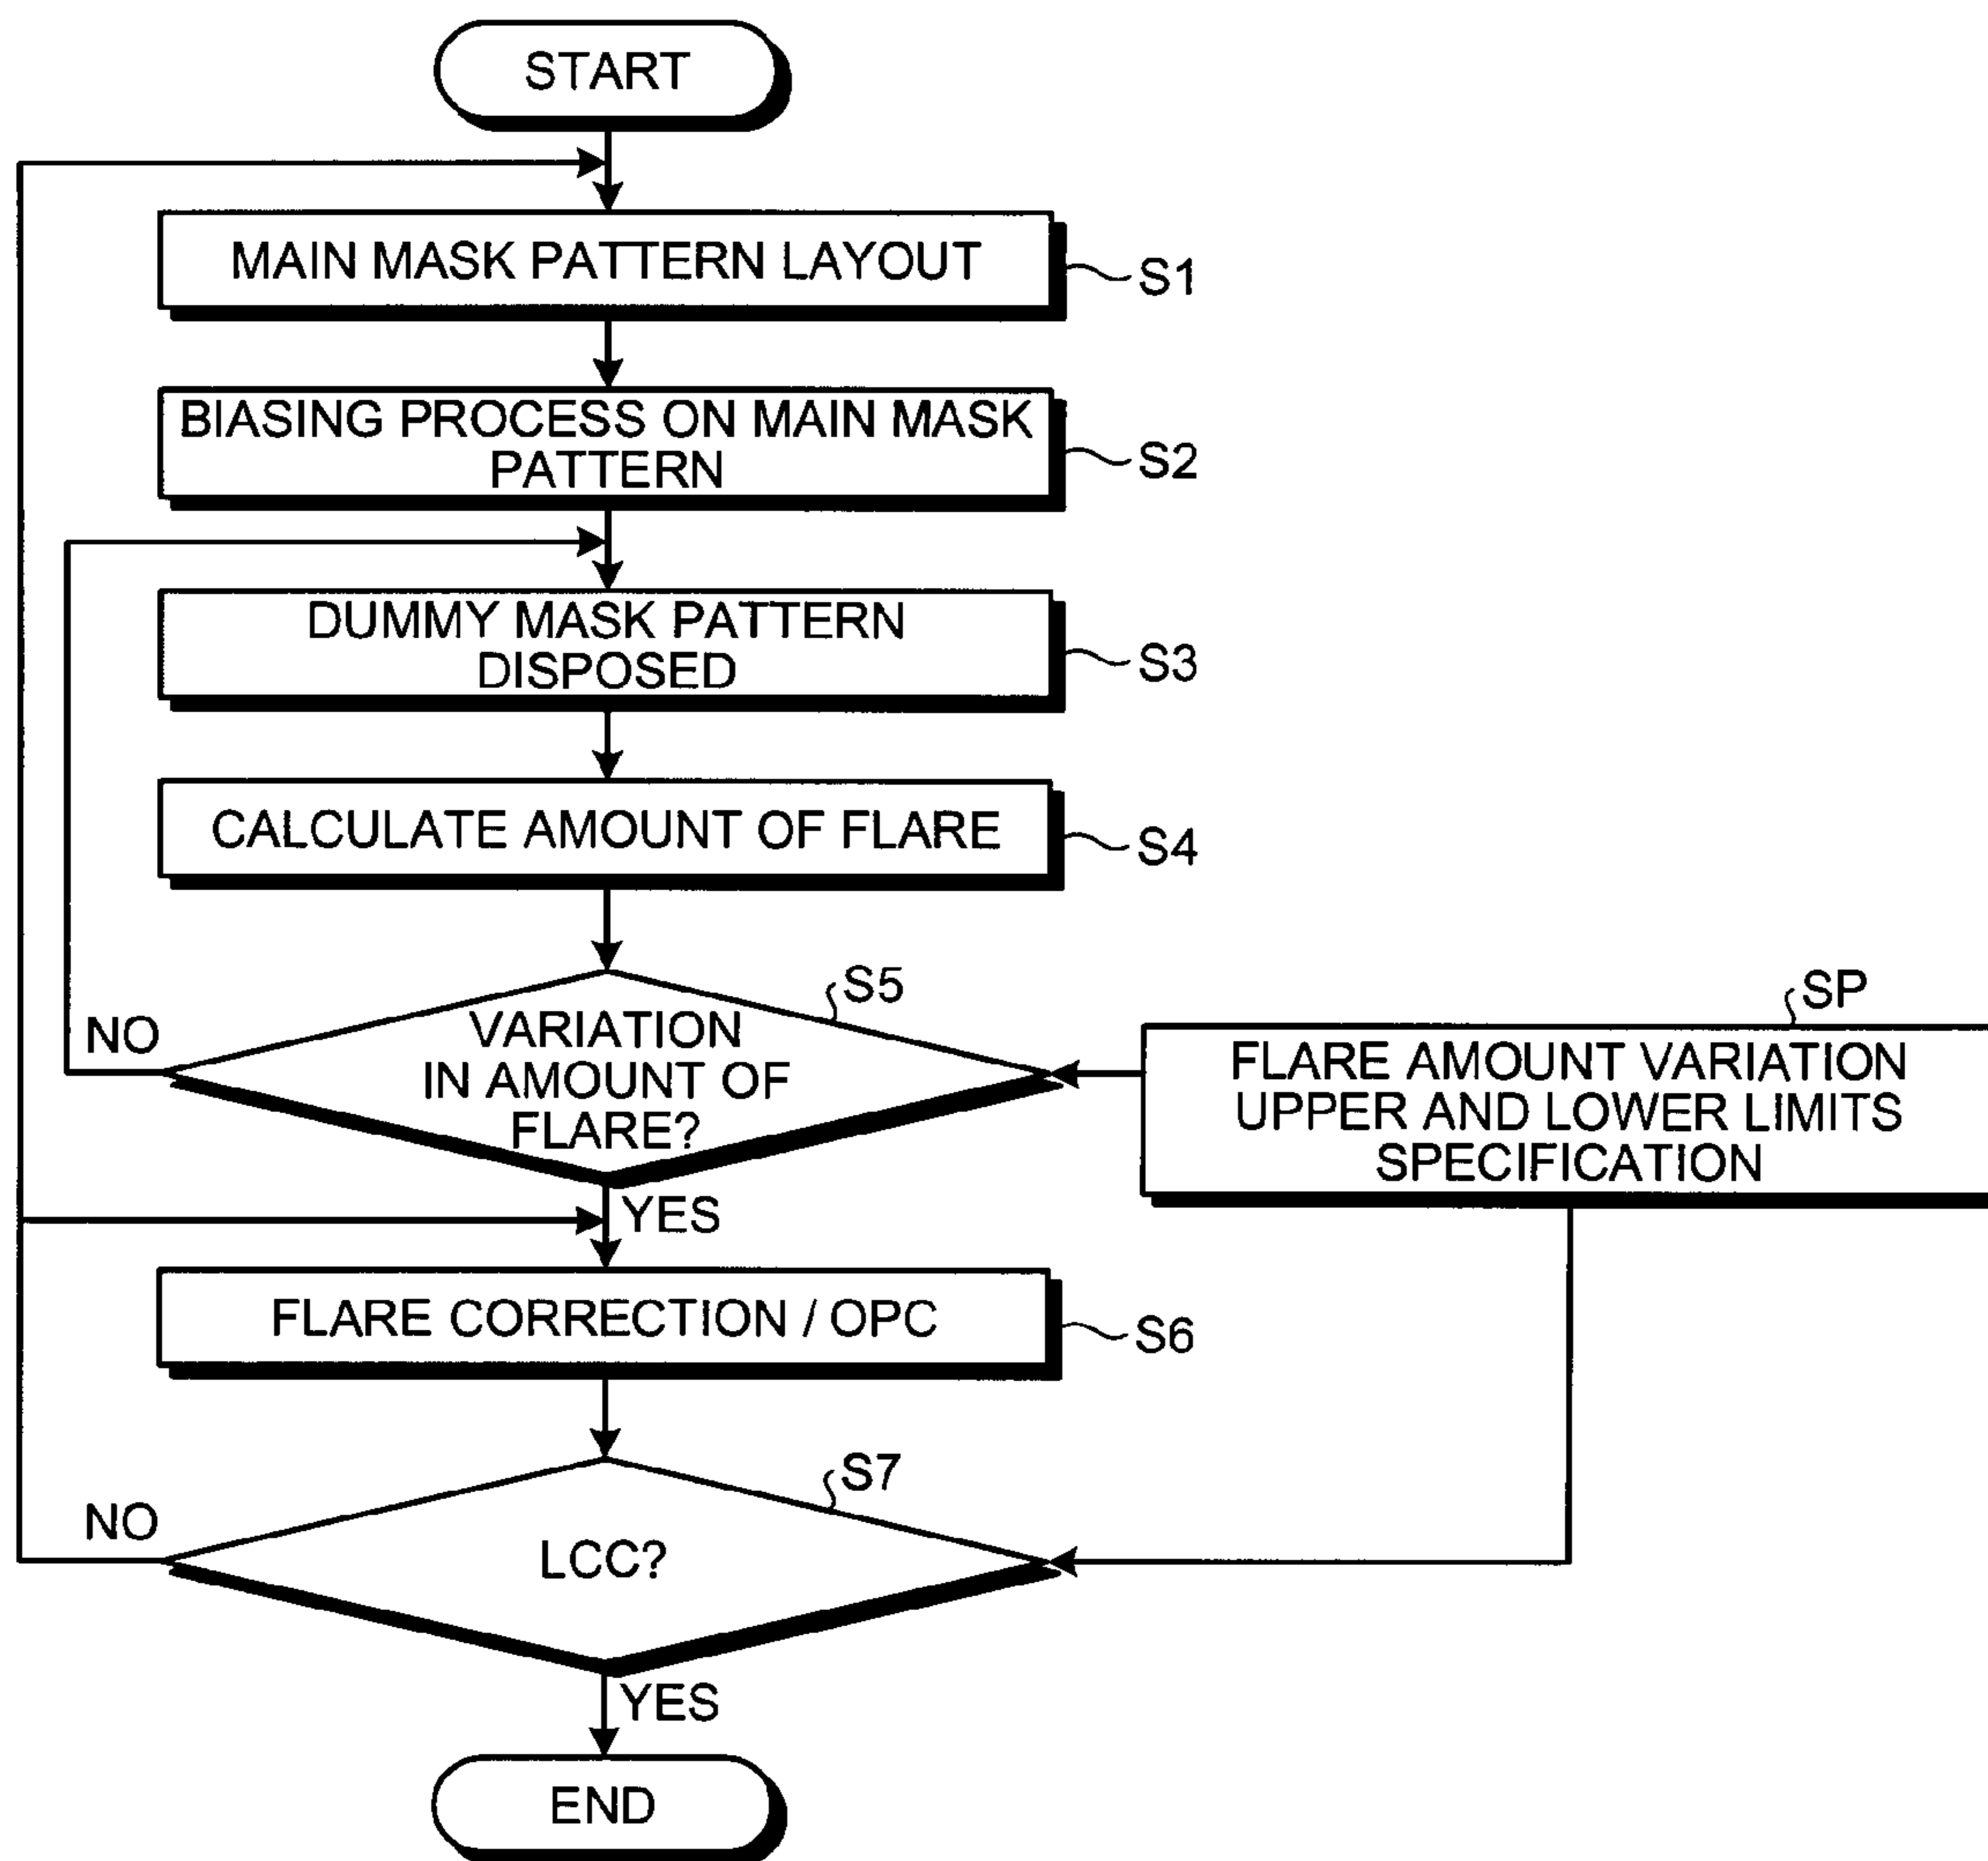 START
MAIN MASK PATTERN LAYOUT
S1
BIASING PROCESS ON MAIN MASK
PATTERN
S2
DUMMY MASK PATTERN
DISPOSED
S3
CALCULATE AMOUNT OF FLARE
S4
S5
VARIATION
IN AMOUNT OF
FLARE?
NO
YES
SP
FLARE AMOUNT VARIATION
UPPER AND LOWER LIMITS
SPECIFICATION
FLARE CORRECTION / OPC
S6
S7
LCC?
NO
YES
END